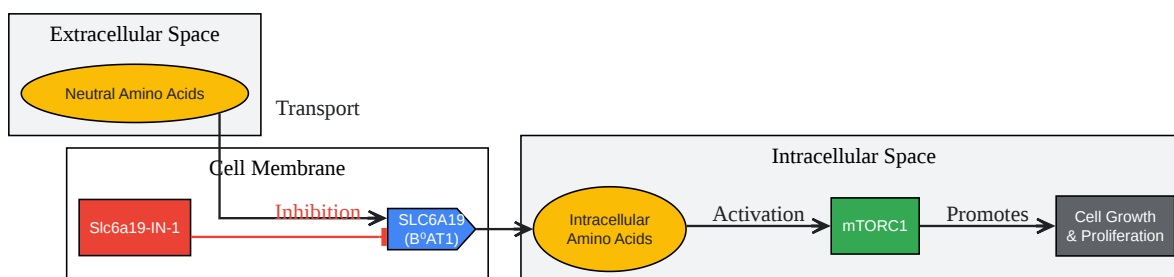 Extracellular Space
Neutral Amino Acids
Transport
Cell Membrane
Inhibition
Slc6a19-IN-1
SLC6A19
(B⁰AT1)
Intracellular Space
Intracellular
Amino Acids
Activation
mTORC1
Promotes
Cell Growth
& Proliferation